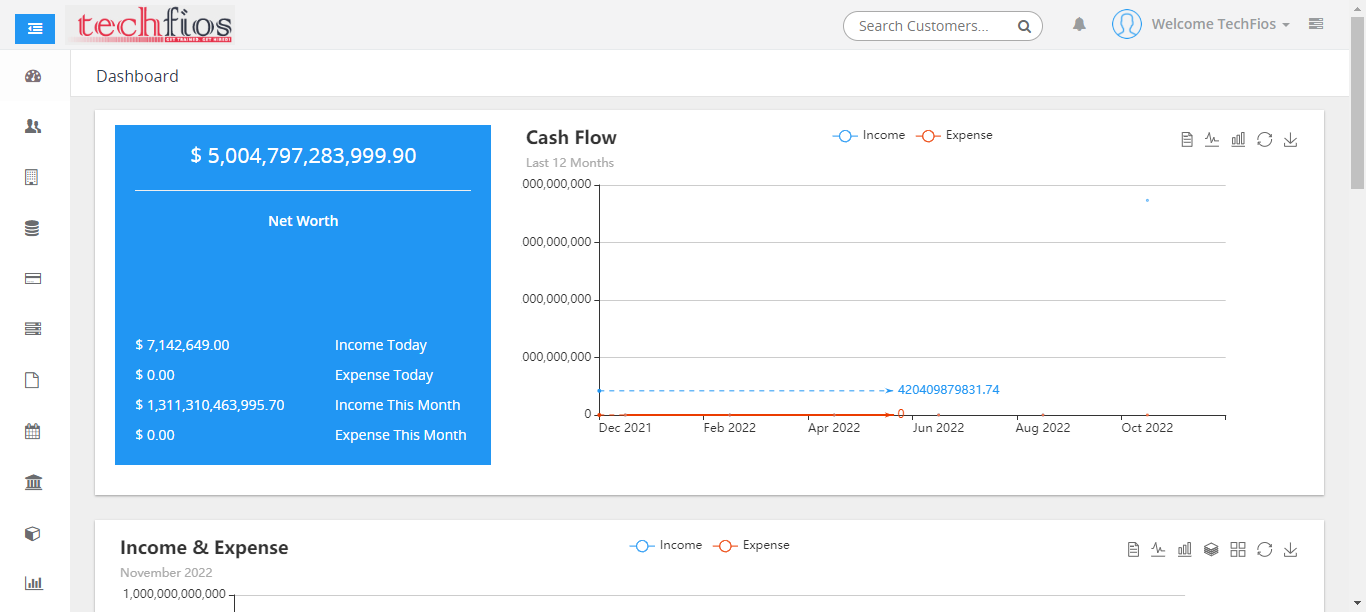 techfios
GET TRAINED. GET HIRED!
Search Customers...
Welcome TechFios
Dashboard
$ 5,004,797,283,999.90
Net Worth
$ 7,142,649.00 Income Today
$ 0.00 Expense Today
$ 1,311,310,463,995.70 Income This Month
$ 0.00 Expense This Month
Cash Flow
Last 12 Months
Income Expense
000,000,000
000,000,000
000,000,000
000,000,000
420409879831.74
0 0
Dec 2021 Feb 2022 Apr 2022 Jun 2022 Aug 2022 Oct 2022
Income & Expense
November 2022
Income Expense
1,000,000,000,000